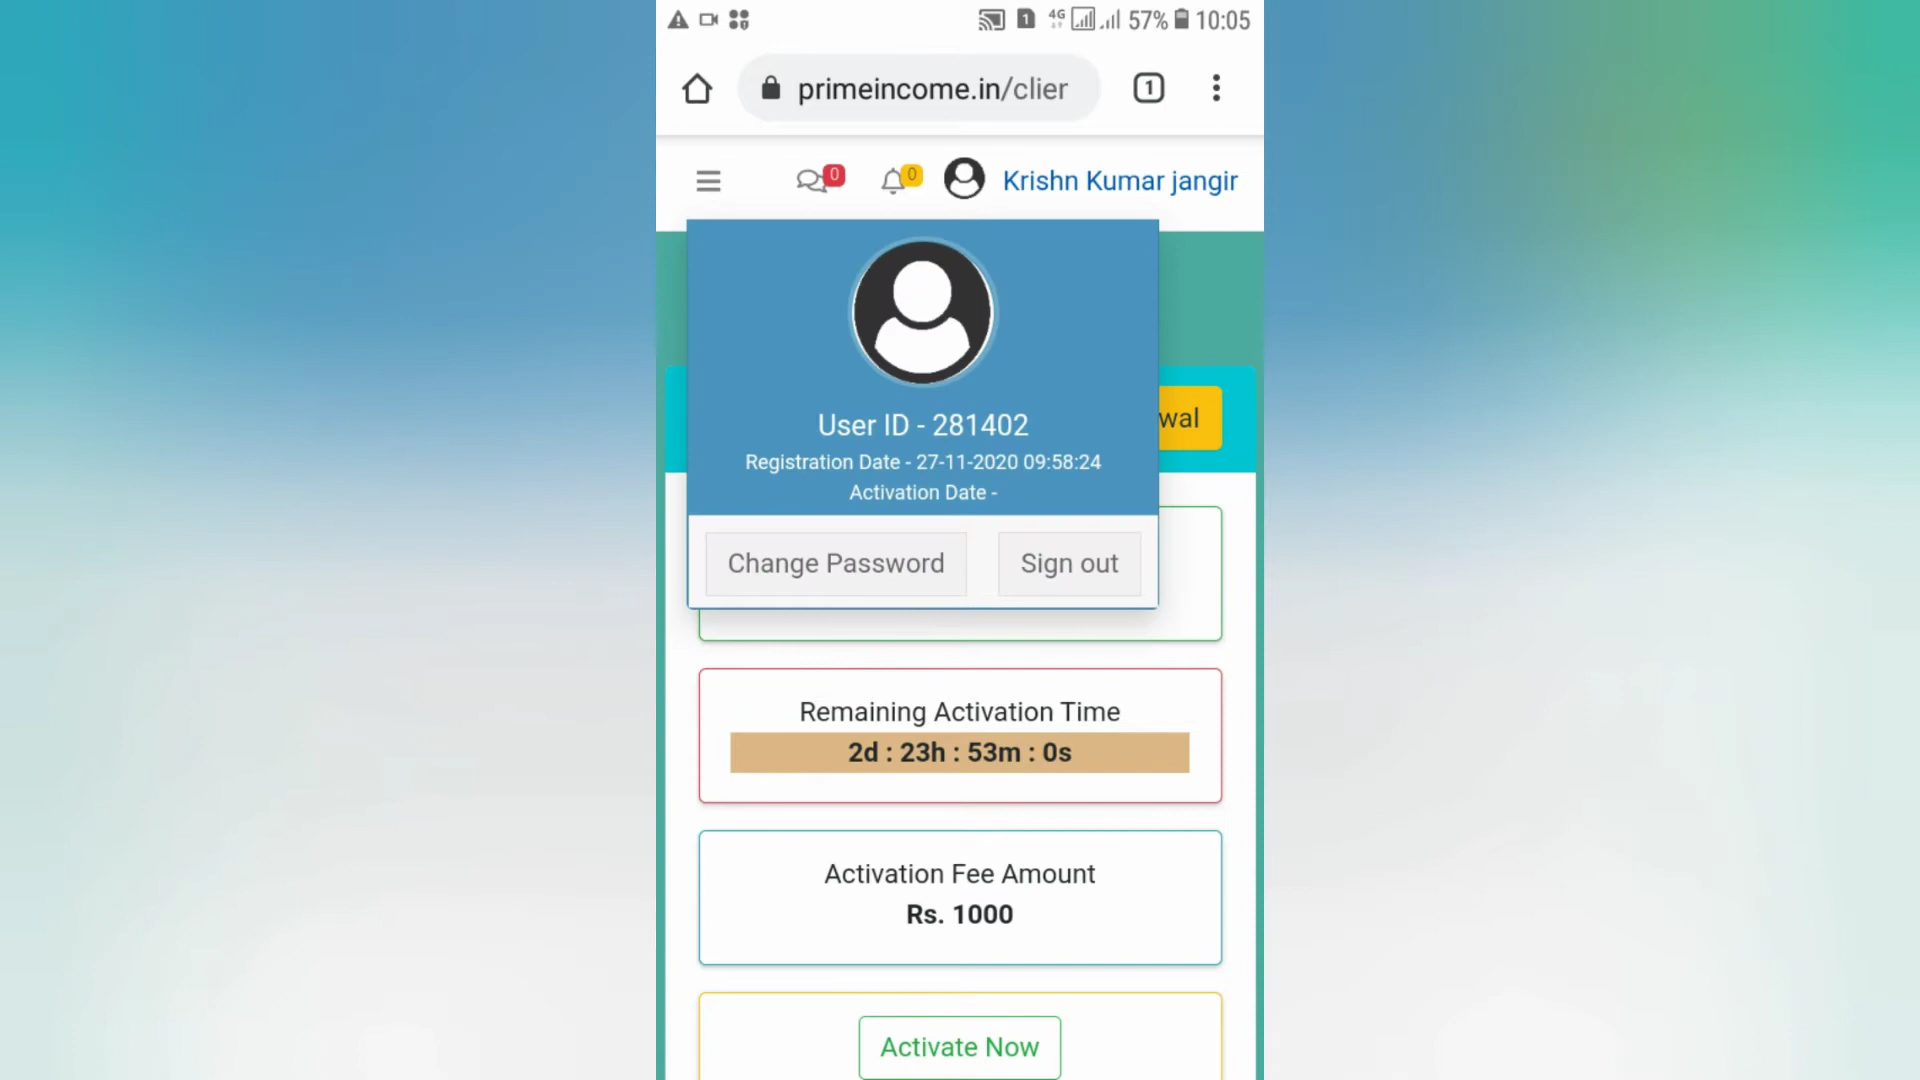 1 4G 57% 10:05
primeincome.in/clier 1
0 0 Krishn Kumar jangir
User ID - 281402
Registration Date - 27-11-2020 09:58:24
Activation Date -
wal
Change Password Sign out
Remaining Activation Time
2d : 23h : 53m : 0s
Activation Fee Amount
Rs. 1000
Activate Now